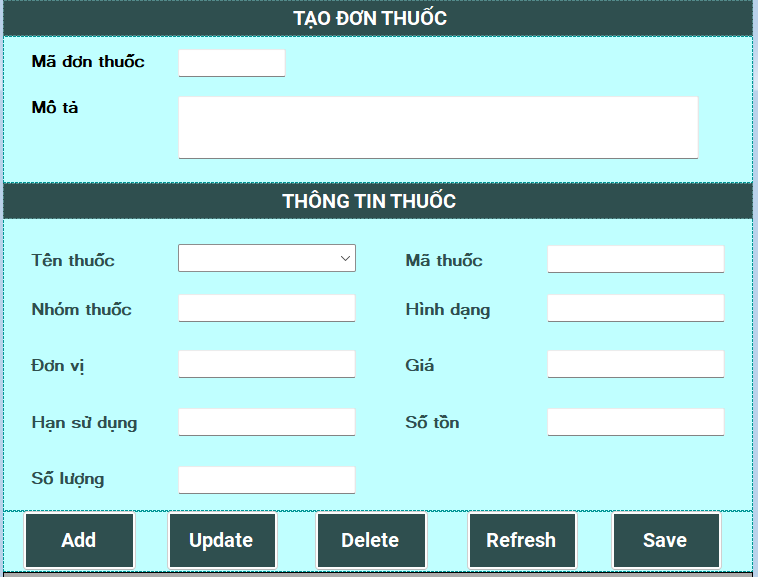 TẠO ĐƠN THUỐC
Mã đơn thuốc
Mô tả
THÔNG TIN THUỐC
Tên thuốc
Mã thuốc
Nhóm thuốc
Hình dạng
Đơn vị
Giá
Hạn sử dụng
Số tồn
Số lượng
Add
Update
Delete
Refresh
Save